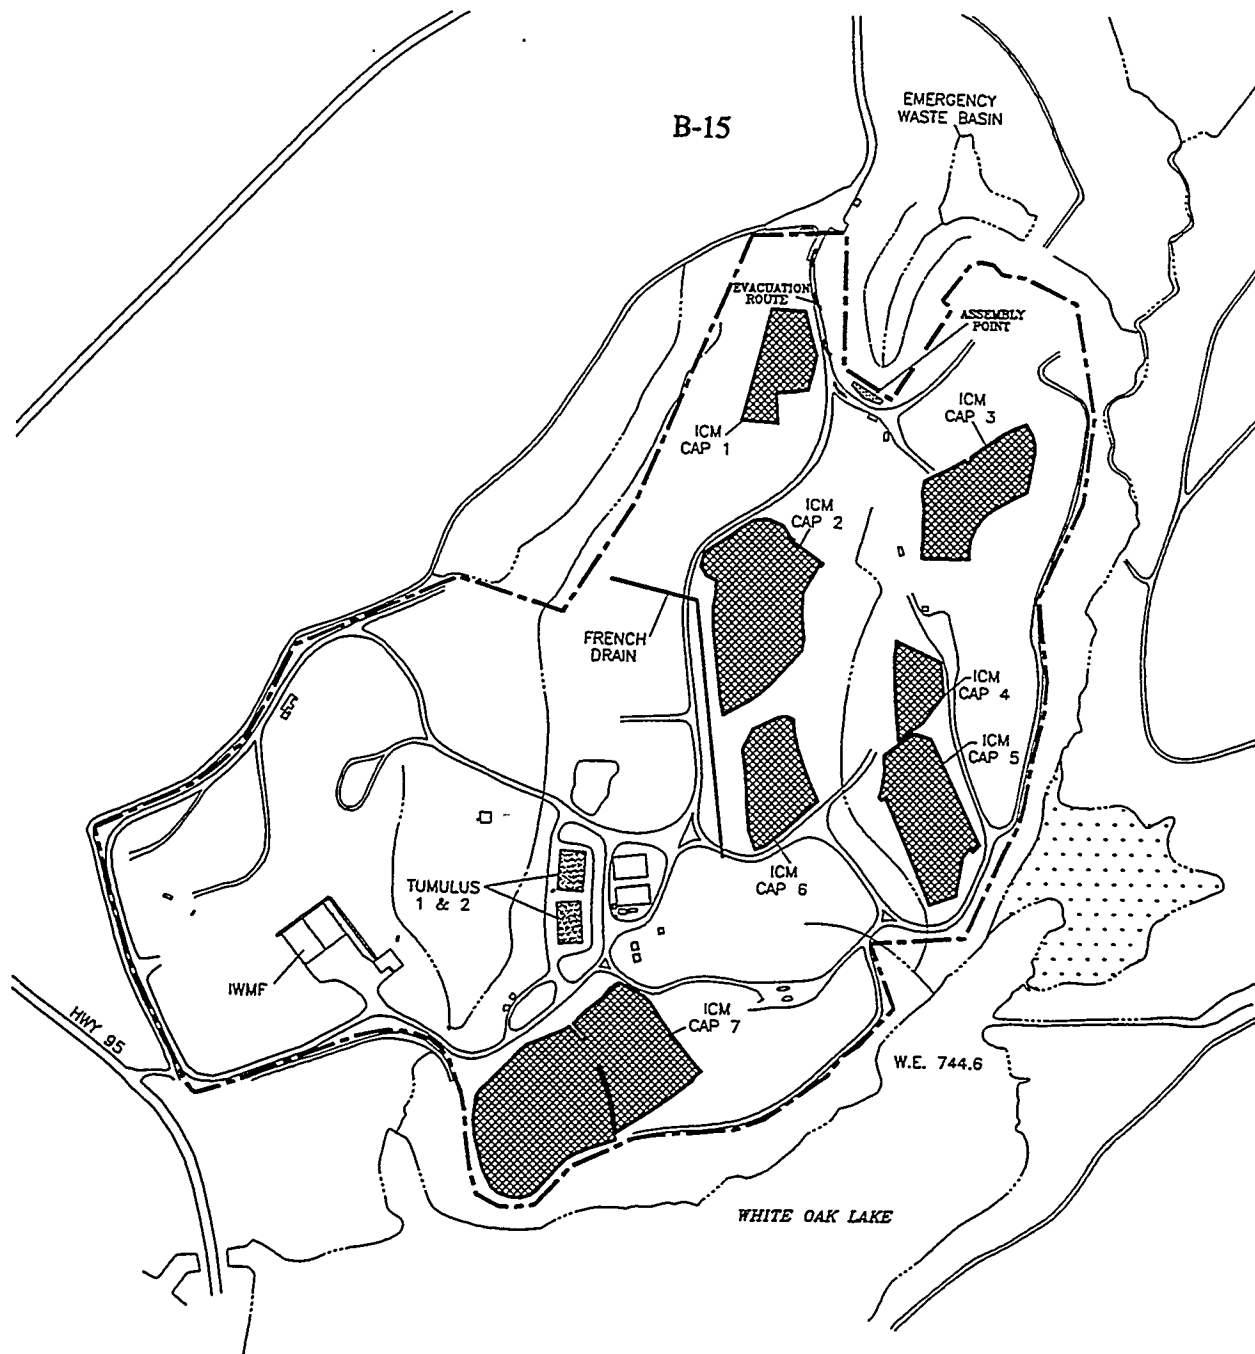 EMERGENCY
WASTE BASIN
B-15
EVACUATION
ROUTE
ASSEMBLY
POINT
ICM
CAP 3
ICM
CAP 1
ICM
CAP 2
FRENCH
DRAIN
ICM
CAP 4
ICM
CAP 5
ICM
CAP 6
TUMULUS
1 & 2
IWMF
ICM
CAP 7
HWY 95
W.E. 744.6
WHITE OAK LAKE